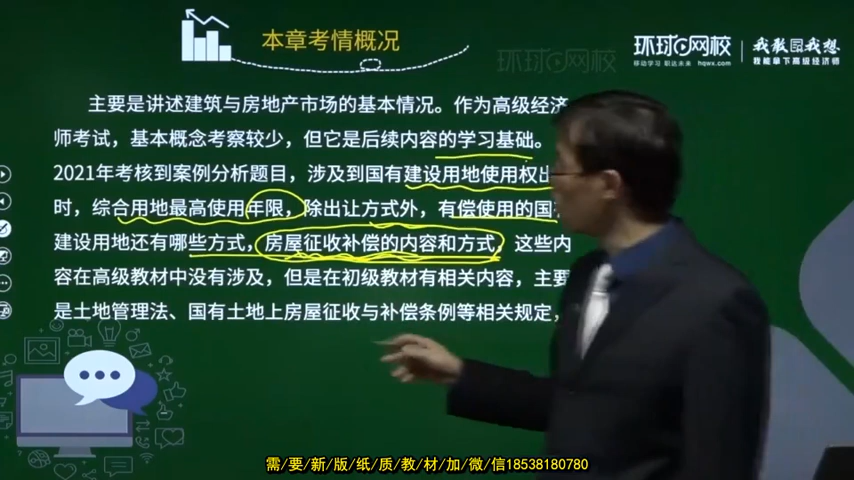 本章考情概况
环球网校
移动学习 职达未来 hqwx.com
我敢我想
我能拿下高级经济师
环球网校
主要是讲述建筑与房地产市场的基本情况。作为高级经济
师考试，基本概念考察较少，但它是后续内容的学习基础。
2021年考核到案例分析题目，涉及到国有建设用地使用权出
时，综合用地最高使用年限，除出让方式外，有偿使用的国
建设用地还有哪些方式，房屋征收补偿的内容和方式，这些内
容在高级教材中没有涉及，但是在初级教材有相关内容，主要
是土地管理法、国有土地上房屋征收与补偿条例等相关规定，
需/要/新/版/纸/质/教/材/加/微/信18538180780